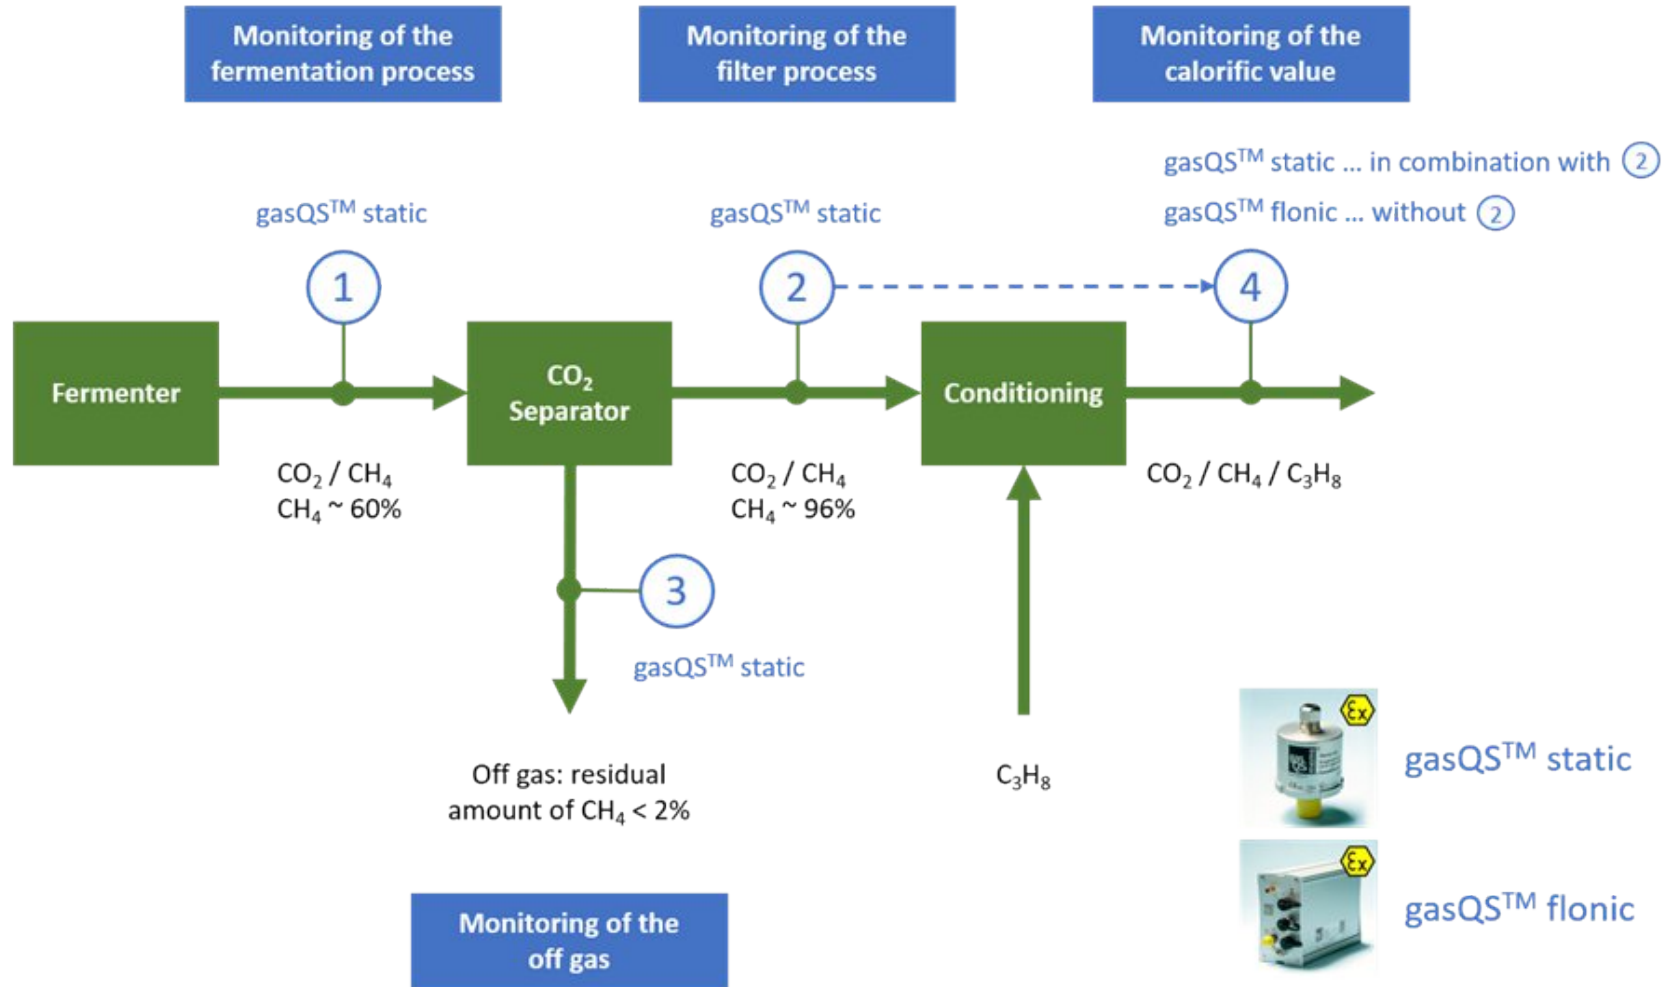 Monitoring of the
fermentation process
Monitoring of the
filter process
Monitoring of the
calorific value
gasQS™ static ... in combination with 2
gasQS™ flonic ... without 2
gasQS™ static
gasQS™ static
1
2
4
Fermenter
CO₂
Separator
Conditioning
CO₂ / CH₄
CH₄ ~ 60%
CO₂ / CH₄
CH₄ ~ 96%
CO₂ / CH₄ / C₃H₈
3
gasQS™ static
Off gas: residual
amount of CH₄ < 2%
C₃H₈
Ex
gasQS™ static
Ex
gasQS™ flonic
Monitoring of the
off gas